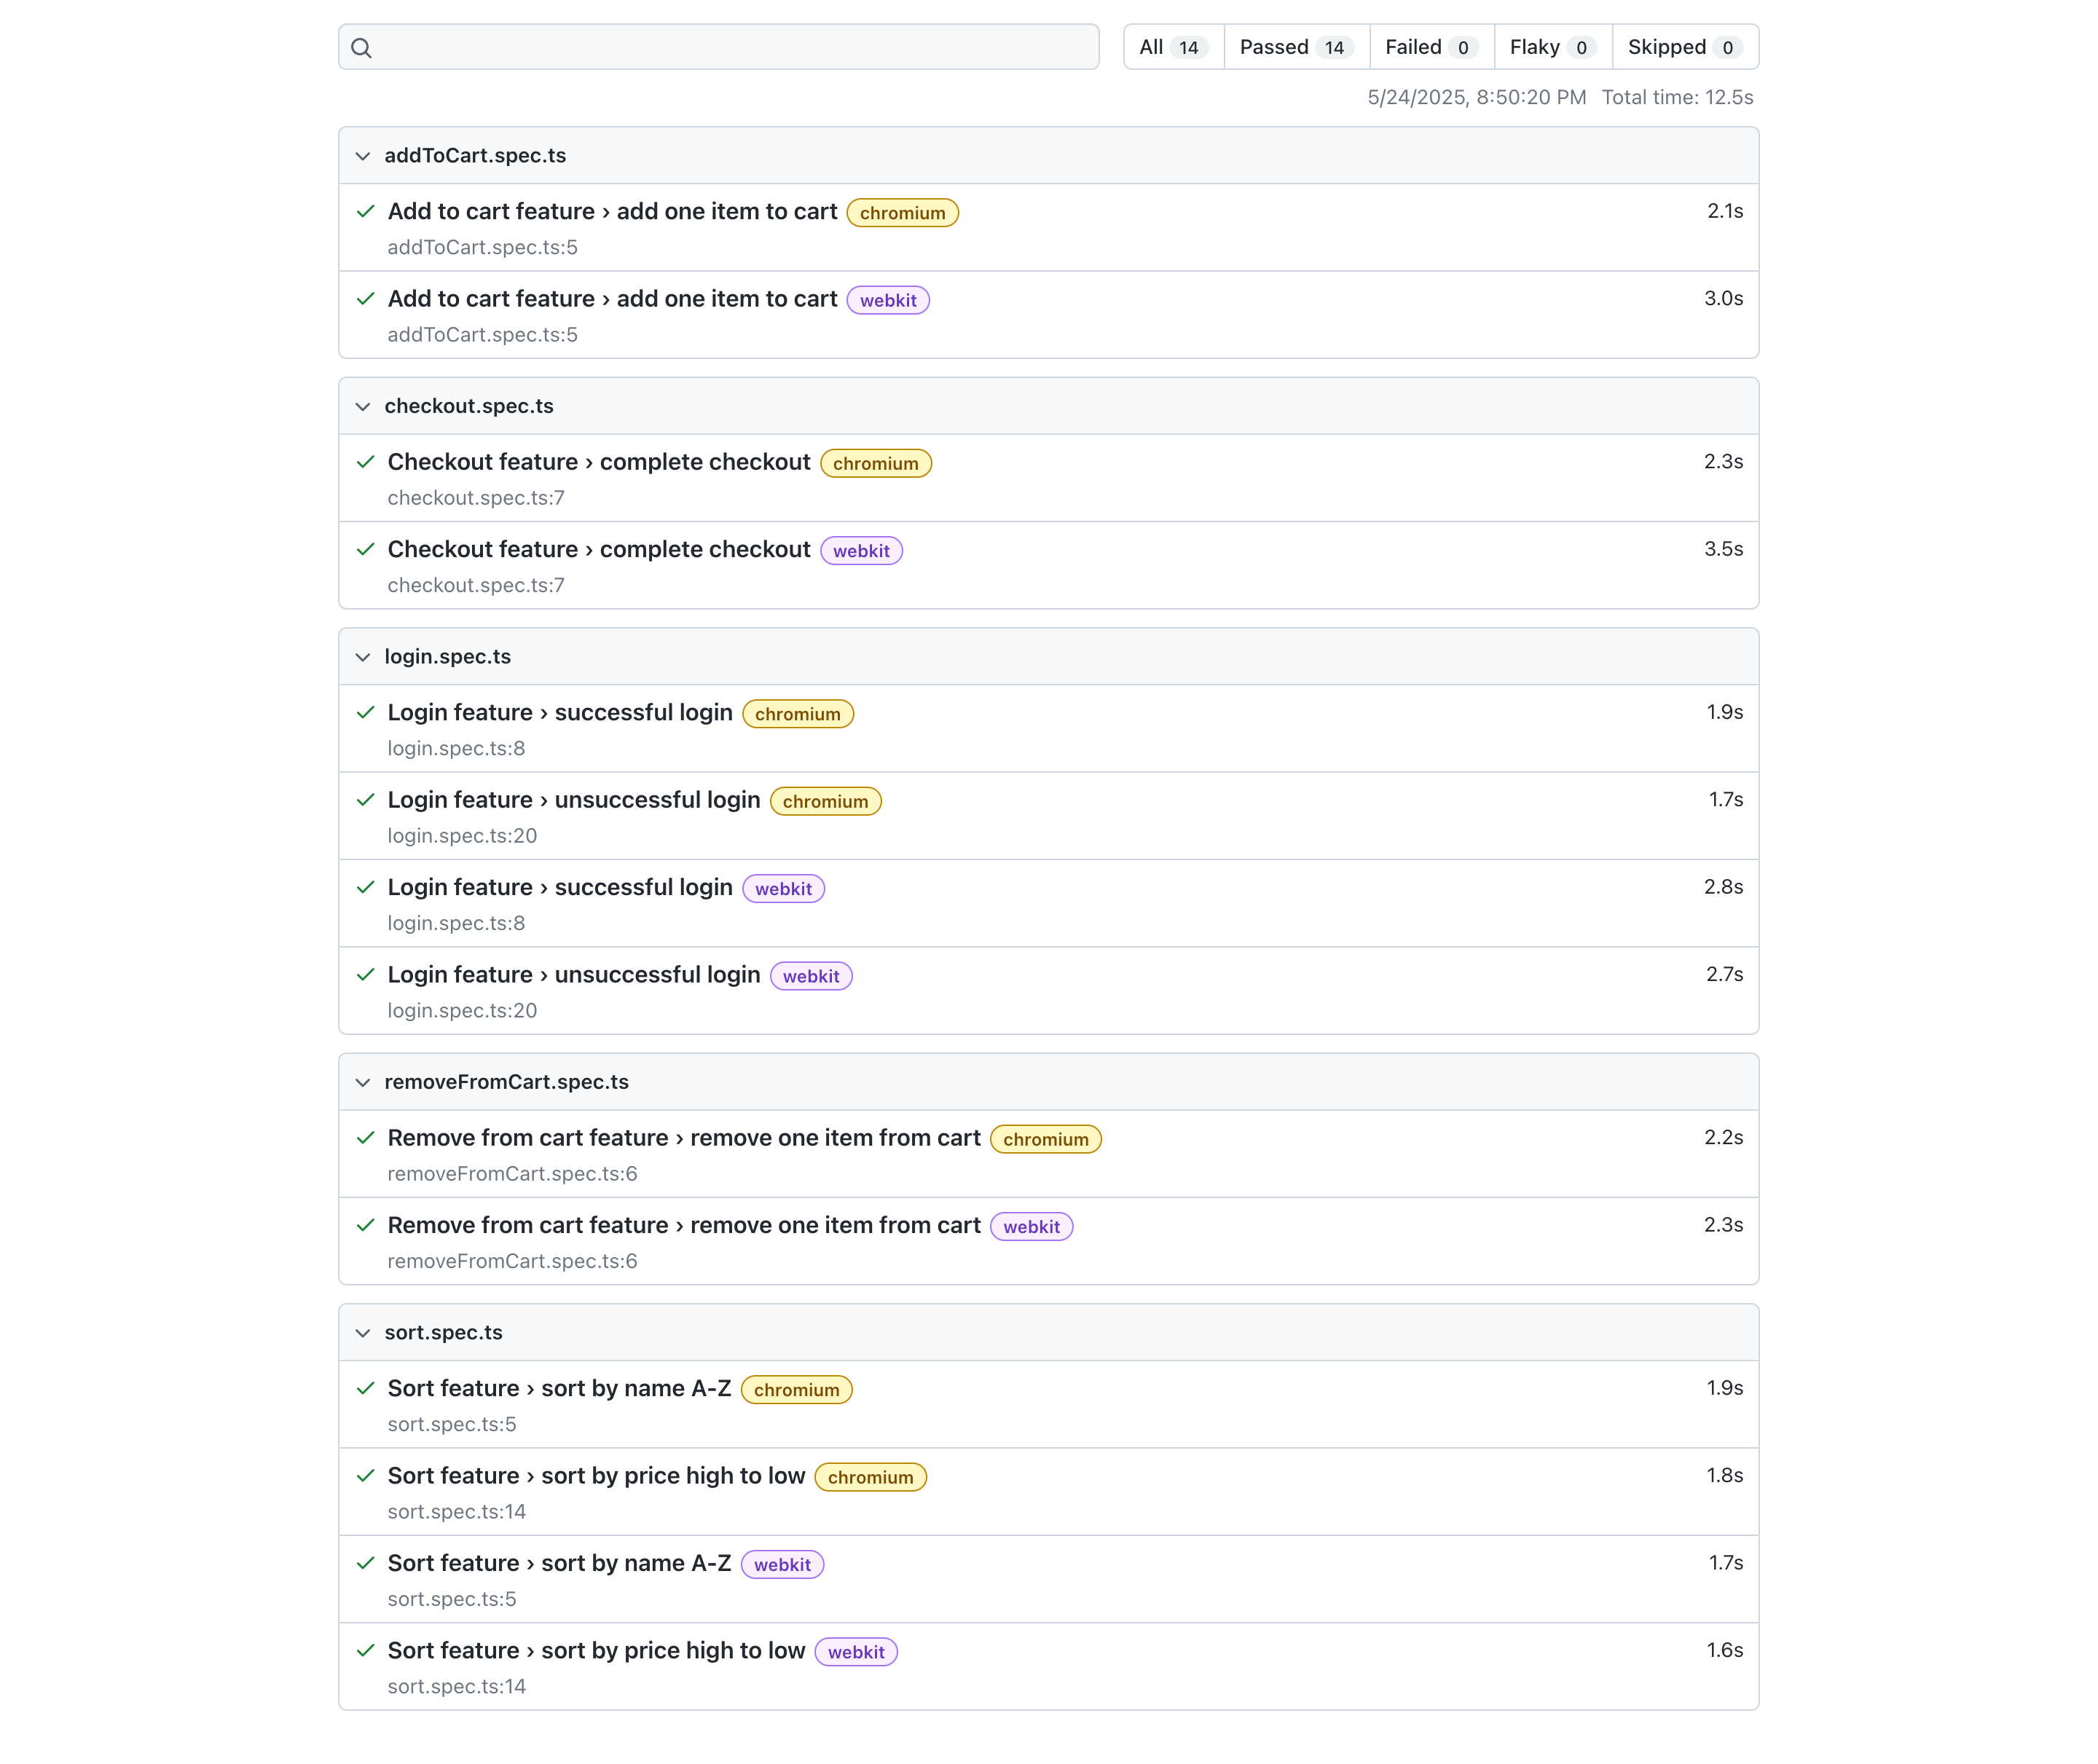 All 14 Passed 14 Failed 0 Flaky 0 Skipped 0
5/24/2025, 8:50:20 PM Total time: 12.5s
addToCart.spec.ts
Add to cart feature › add one item to cart chromium 2.1s
addToCart.spec.ts:5
Add to cart feature › add one item to cart webkit 3.0s
addToCart.spec.ts:5
checkout.spec.ts
Checkout feature › complete checkout chromium 2.3s
checkout.spec.ts:7
Checkout feature › complete checkout webkit 3.5s
checkout.spec.ts:7
login.spec.ts
Login feature › successful login chromium 1.9s
login.spec.ts:8
Login feature › unsuccessful login chromium 1.7s
login.spec.ts:20
Login feature › successful login webkit 2.8s
login.spec.ts:8
Login feature › unsuccessful login webkit 2.7s
login.spec.ts:20
removeFromCart.spec.ts
Remove from cart feature › remove one item from cart chromium 2.2s
removeFromCart.spec.ts:6
Remove from cart feature › remove one item from cart webkit 2.3s
removeFromCart.spec.ts:6
sort.spec.ts
Sort feature › sort by name A-Z chromium 1.9s
sort.spec.ts:5
Sort feature › sort by price high to low chromium 1.8s
sort.spec.ts:14
Sort feature › sort by name A-Z webkit 1.7s
sort.spec.ts:5
Sort feature › sort by price high to low webkit 1.6s
sort.spec.ts:14